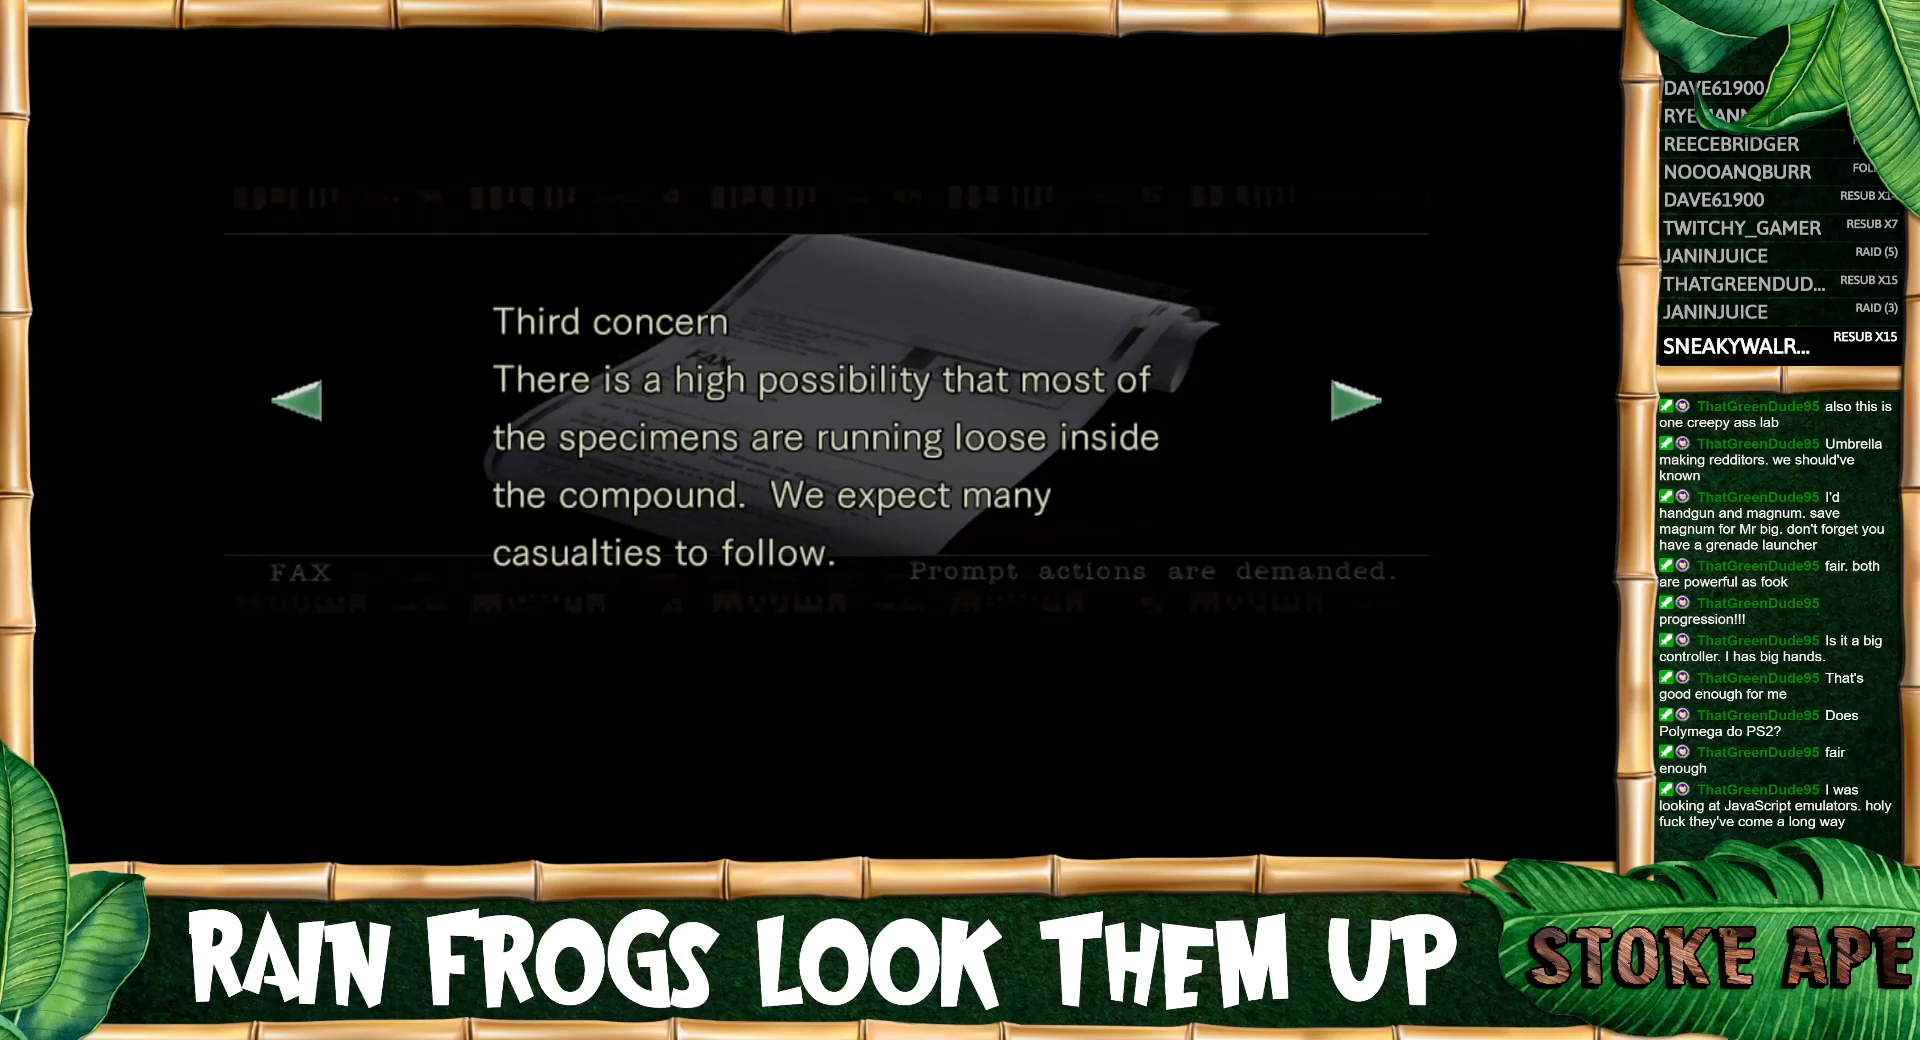 Third concern
There is a high possibility that most of
the specimens are running loose inside
the compound. We expect many
casualties to follow.
FAX
FAX
Prompt actions are demanded.
DAVE61900
REECEBRIDGER
NOOOANQBURR
DAVE61900
TWITCHY_GAMER RESUB X7
JANINJUICE RAID (5)
THATGREENDUD... RESUB X15
JANINJUICE RAID (3)
SNEAKYWALR... RESUB X15
ThatGreenDude95 also this is
one creepy ass lab
ThatGreenDude95 Umbrella
making redditors. we should've
known
ThatGreenDude95 I'd
handgun and magnum. save
magnum for Mr big. don't forget you
have a grenade launcher
ThatGreenDude95 fair. both
are powerful as fook
ThatGreenDude95
progression!!!
ThatGreenDude95 Is it a big
controller. I has big hands.
ThatGreenDude95 That's
good enough for me
ThatGreenDude95 Does
Polymega do PS2?
ThatGreenDude95 fair
enough
ThatGreenDude95 I was
looking at JavaScript emulators. holy
fuck they've come a long way
RAIN FROGS LOOK THEM UP
STOKE APE